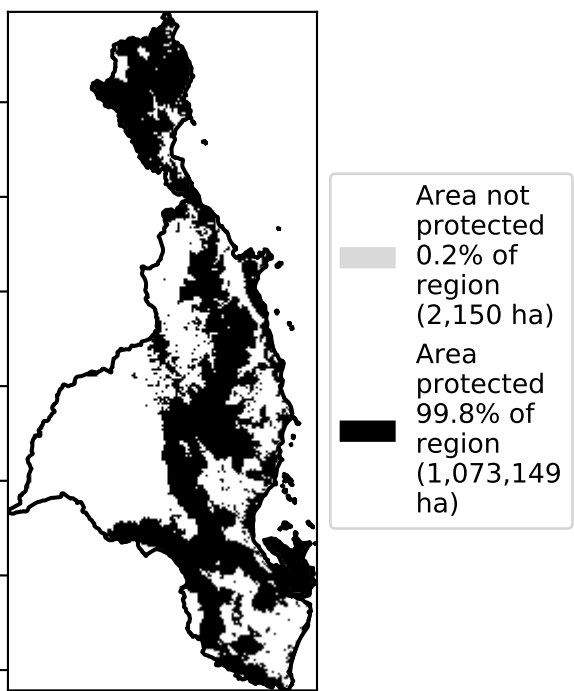 Area not
protected
0.2% of
region
(2,150 ha)
Area
protected
99.8% of
region
(1,073,149
ha)